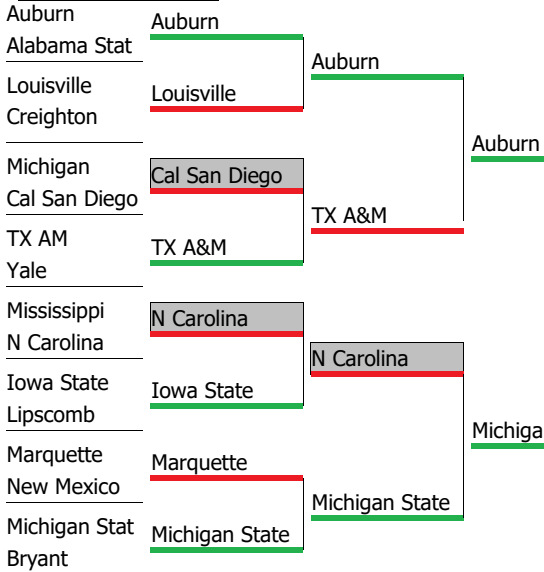 Auburn
Alabama Stat
Louisville
Creighton
Michigan
Cal San Diego
TX AM
Yale
Mississippi
N Carolina
Iowa State
Lipscomb
Marquette
New Mexico
Michigan Stat
Bryant
Auburn
Louisville
Cal San Diego
TX A&M
N Carolina
Iowa State
Marquette
Michigan State
Auburn
TX A&M
N Carolina
Michigan State
Auburn
Michiga